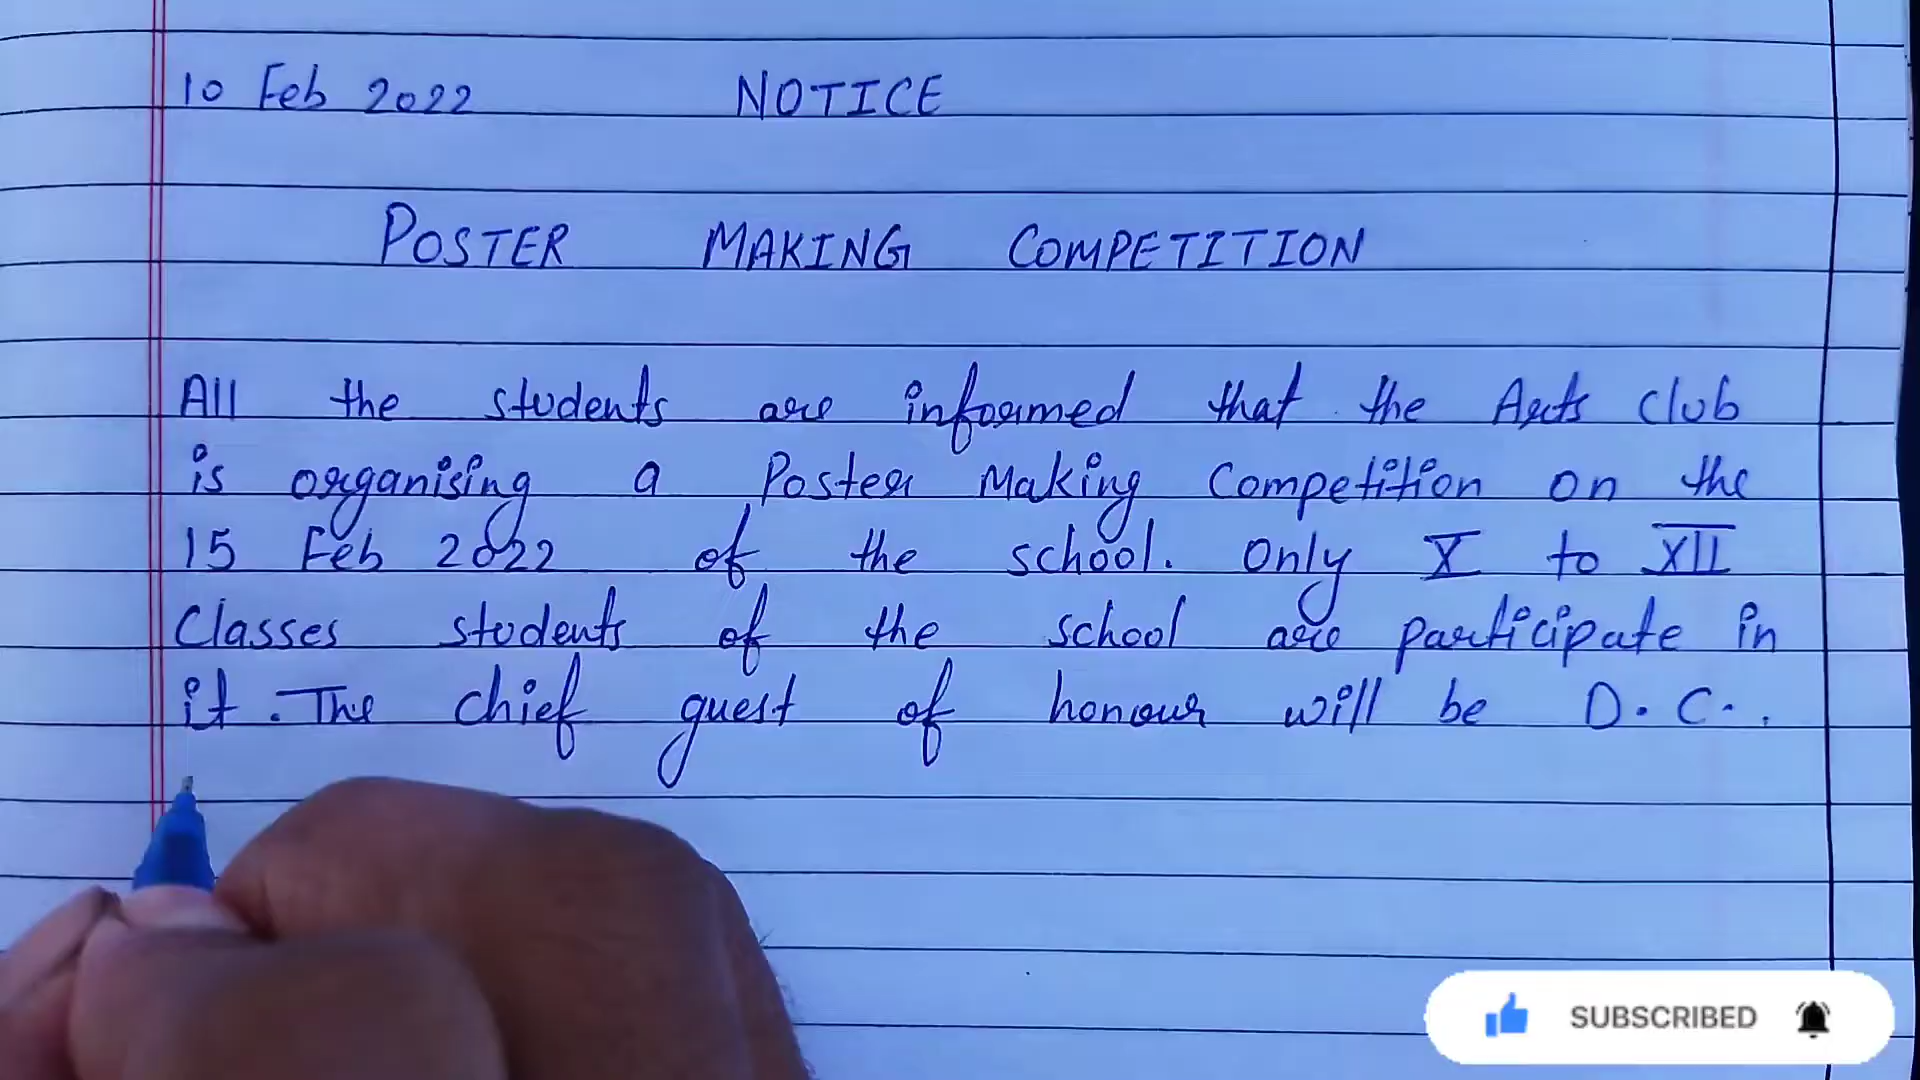 10 Feb 2022 NOTICE
POSTER MAKING COMPETITION
All the students are informed that the Arts club
is organising a Poster Making Competition on the
15 Feb 2022 of the school. Only X to XII
Classes students of the school are participate in
it. The chief guest of honour will be D.C..
SUBSCRIBED